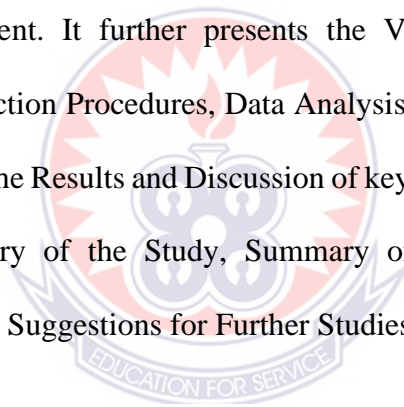 ent. It further presents the V
ction Procedures, Data Analysis
ne Results and Discussion of key
ry of the Study, Summary o
Suggestions for Further Studies
EDUCATION FOR SERVICE